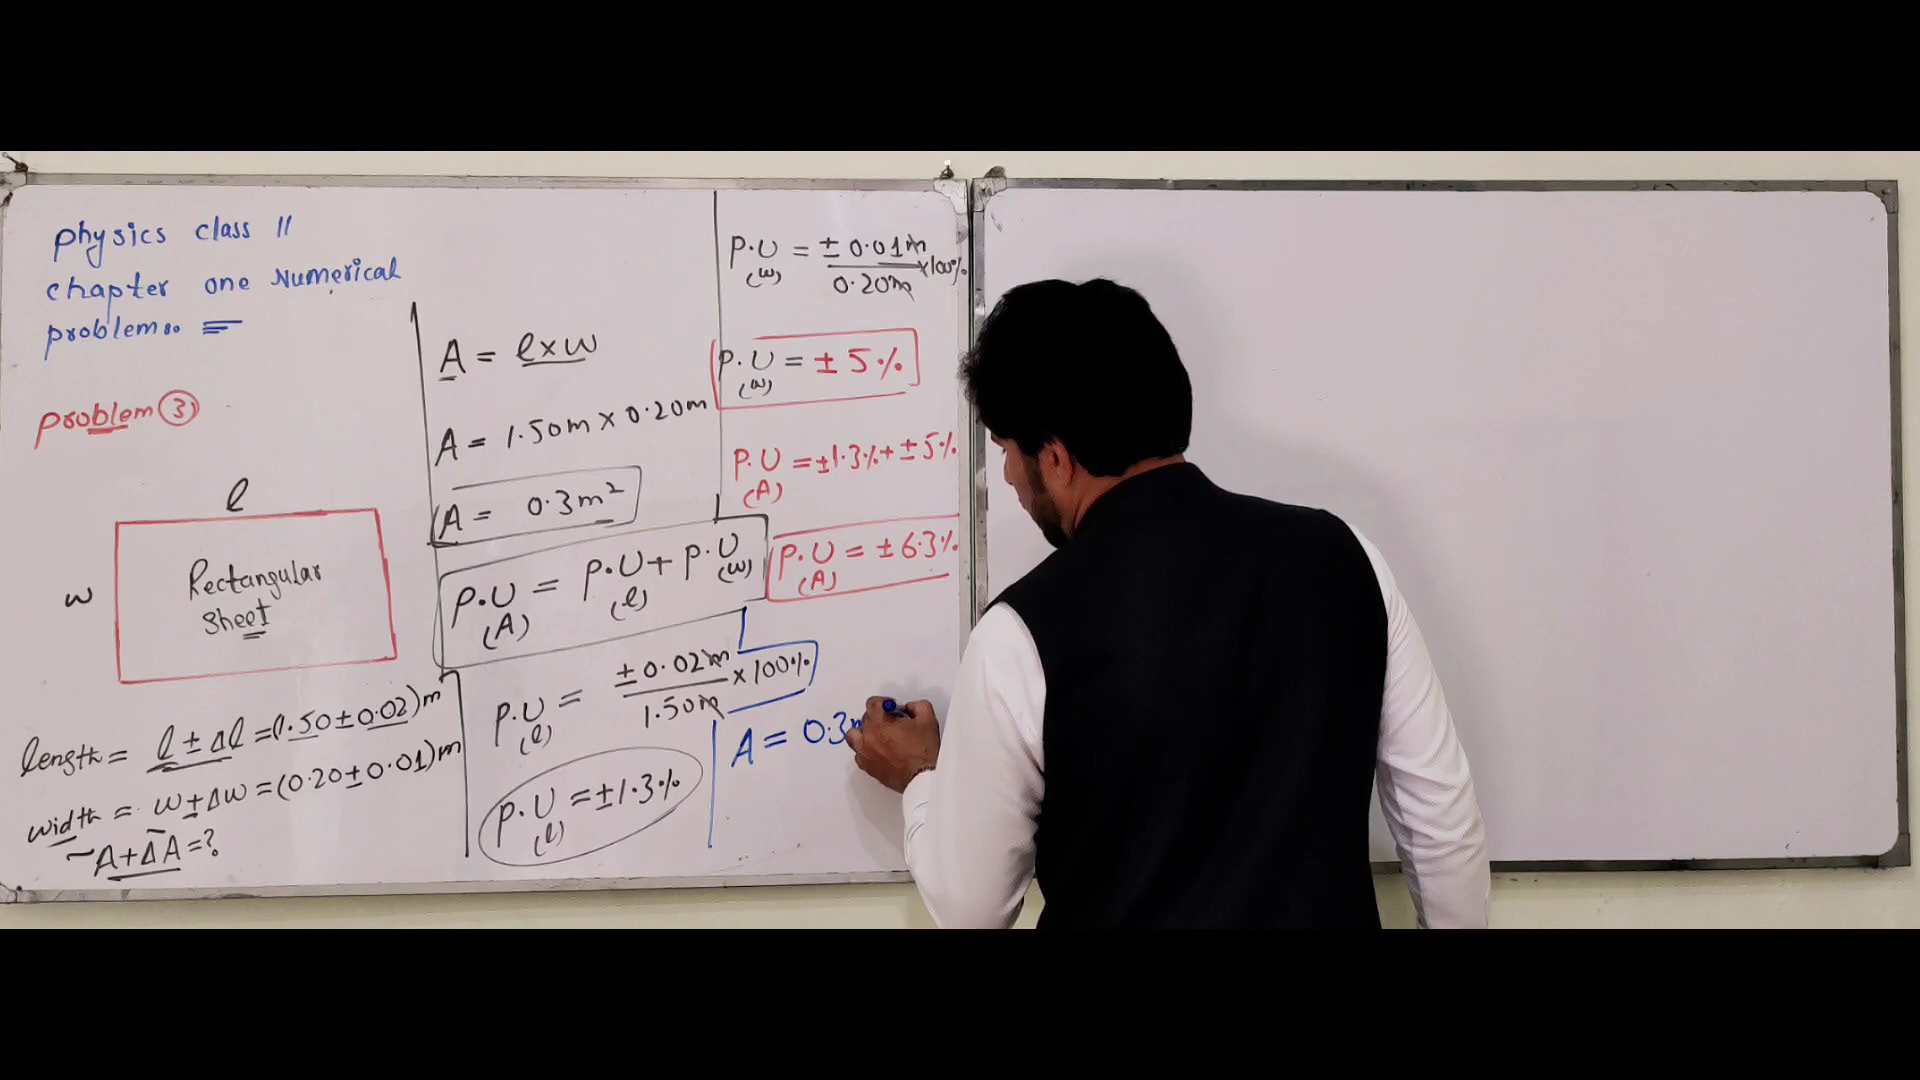 Physics class 11
chapter one Numerical
problems.
problem 3
l
w
Rectangular
Sheet
length = l ± Δl = (1.50 ± 0.02)m
width = w ± Δw = (0.20 ± 0.01)m
A + ΔA = ?
A = l x w
A = 1.50m x 0.20m
A = 0.3m²
P.U (A) = P.U (l) + P.U (w)
P.U (l) = ± 0.02m / 1.50m x 100%
P.U (l) = ± 1.3%
P.U (w) = ± 0.01m / 0.20m x 100%
P.U (w) = ± 5%
P.U (A) = ± 1.3% + ± 5%
P.U (A) = ± 6.3%
A = 0.3m